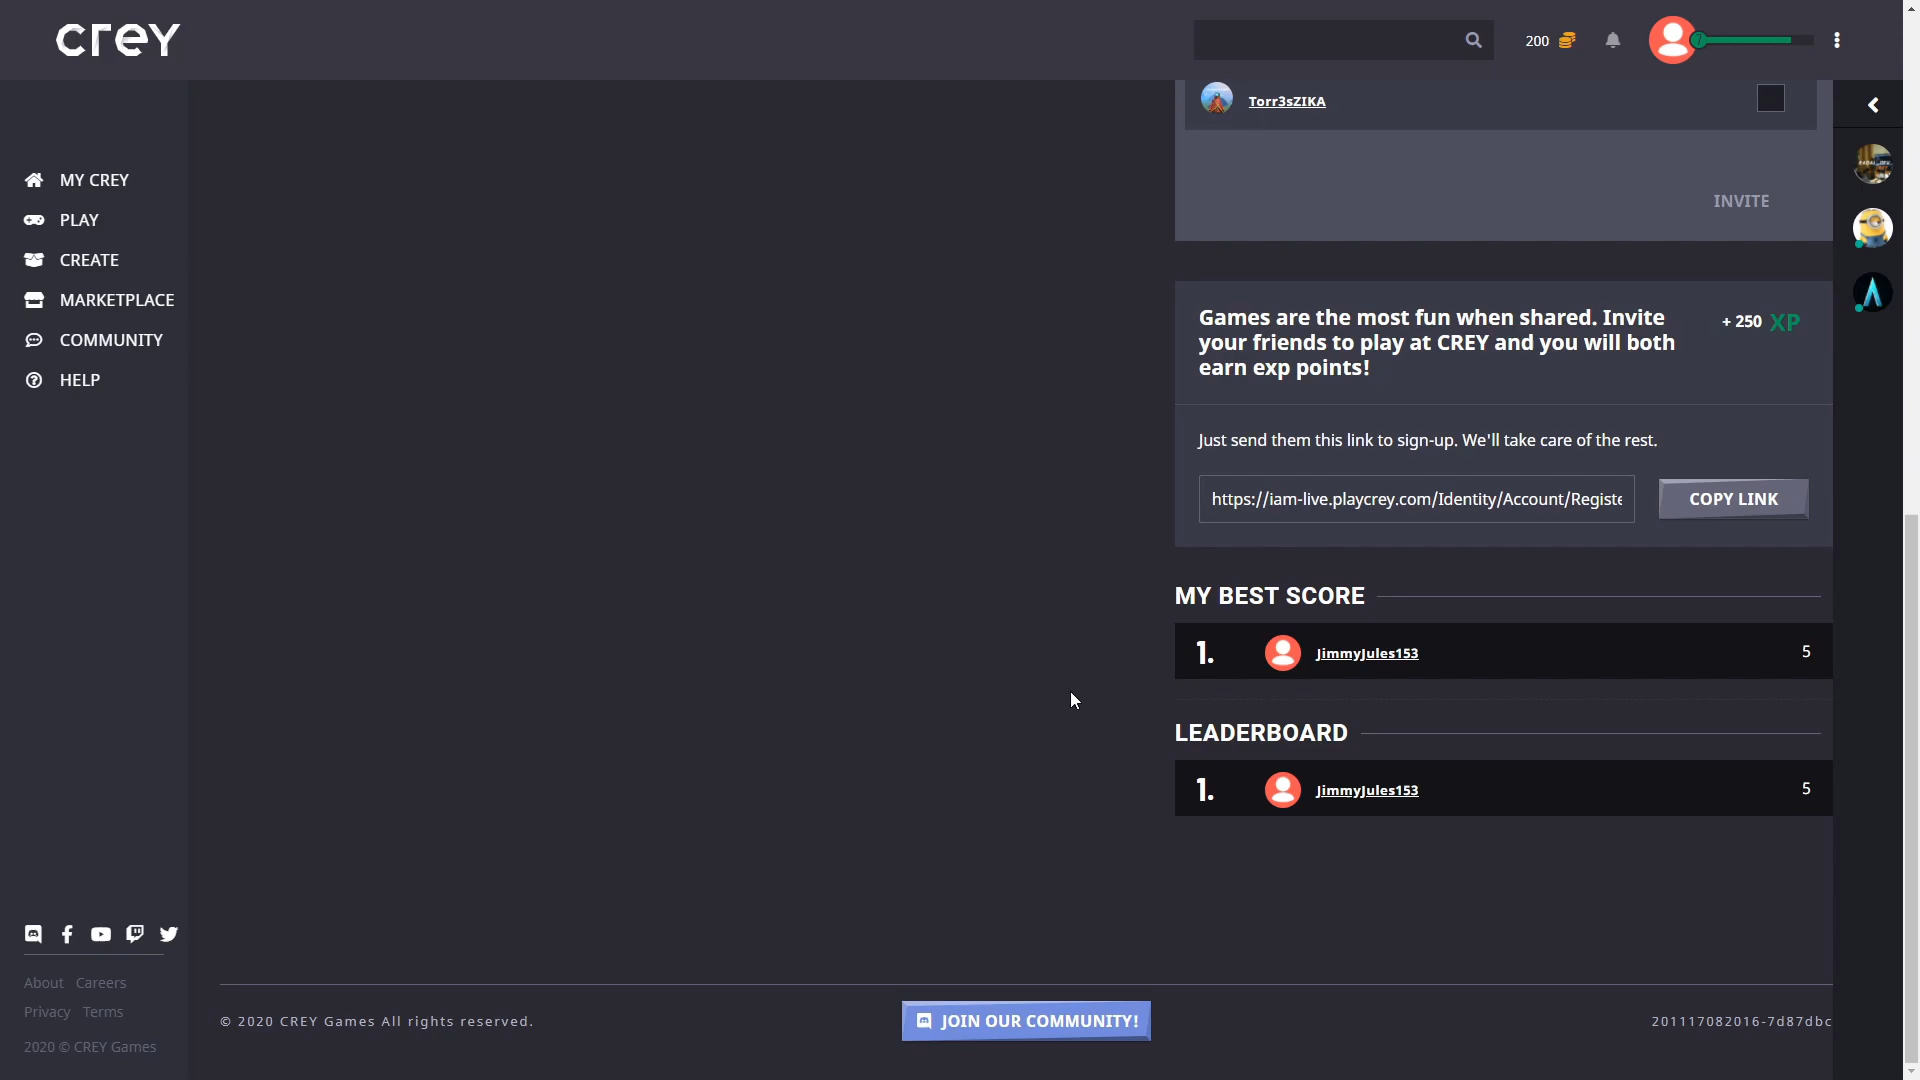 crey
200
7
Torr3sZIKA
MY CREY
PLAY
CREATE
MARKETPLACE
COMMUNITY
HELP
INVITE
Games are the most fun when shared. Invite
your friends to play at CREY and you will both
earn exp points!
+ 250 XP
Just send them this link to sign-up. We'll take care of the rest.
https://iam-live.playcrey.com/Identity/Account/Registe
COPY LINK
MY BEST SCORE
1. JimmyJules153 5
LEADERBOARD
1. JimmyJules153 5
About Careers
Privacy Terms
2020 © CREY Games
© 2020 CREY Games All rights reserved.
JOIN OUR COMMUNITY!
201117082016-7d87dbc